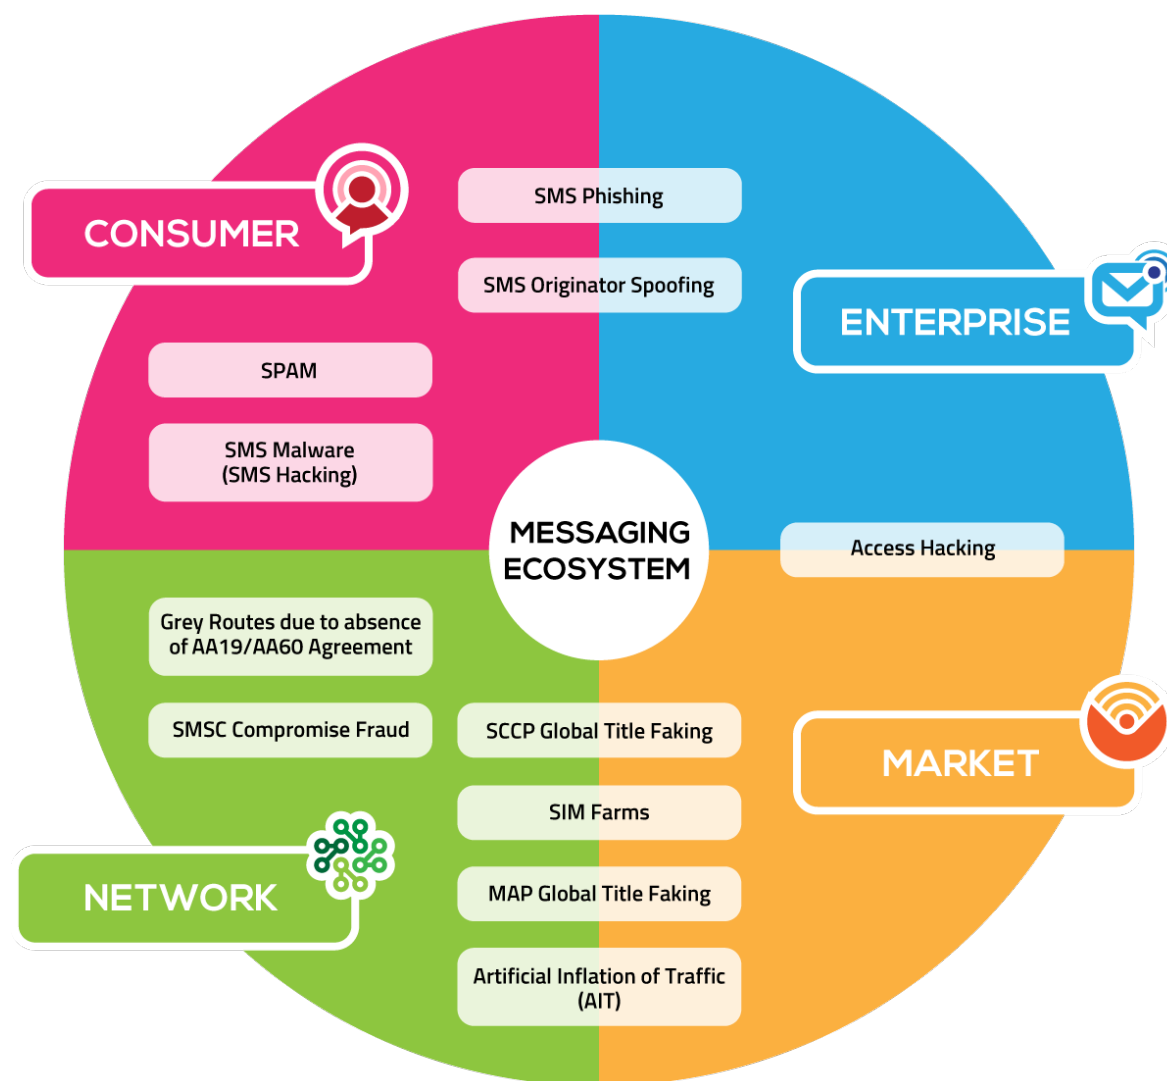 SMS Phishing
CONSUMER
SMS Originator Spoofing
ENTERPRISE
SPAM
SMS Malware
(SMS Hacking)
MESSAGING
ECOSYSTEM
Access Hacking
Grey Routes due to absence
of AA19/AA60 Agreement
SMSC Compromise Fraud
SCCP Global Title Faking
MARKET
SIM Farms
NETWORK
MAP Global Title Faking
Artificial Inflation of Traffic
(AIT)